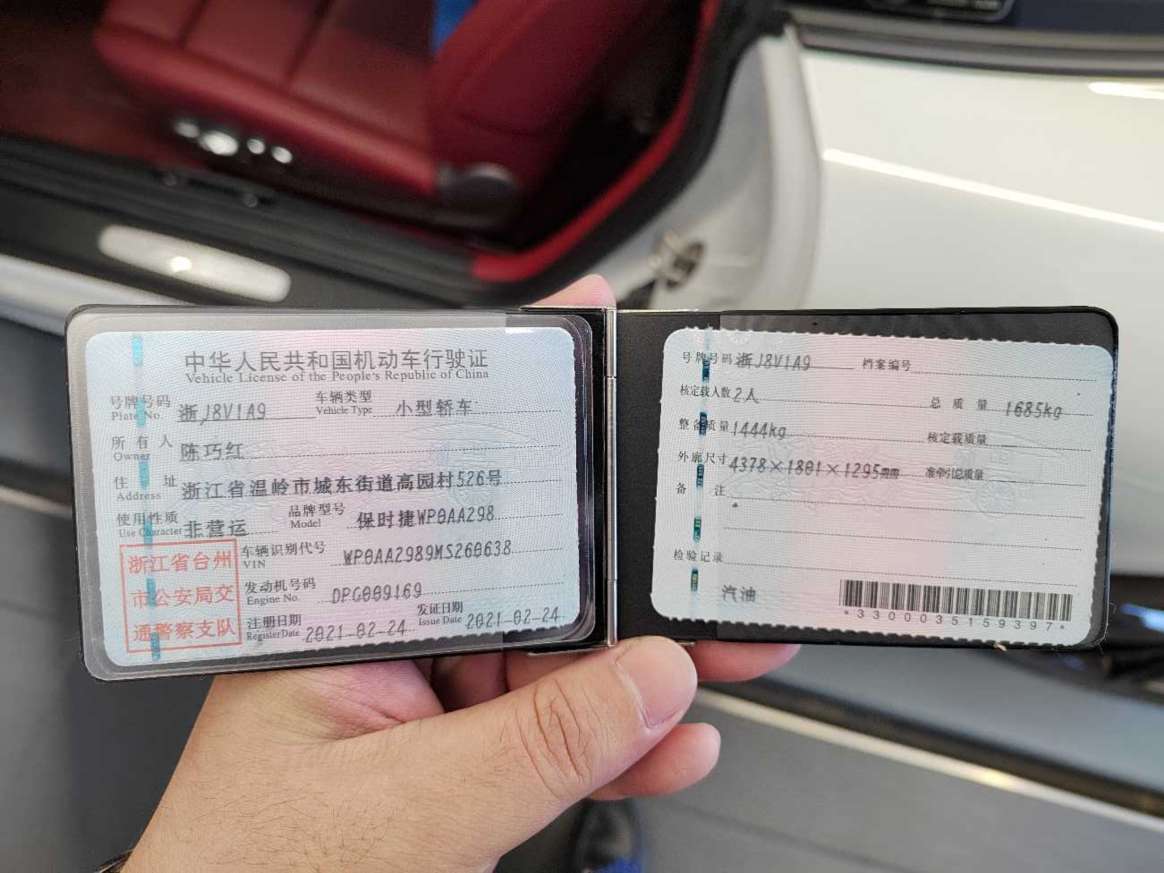 中华人民共和国机动车行驶证
Vehicle License of the People's Republic of China
号牌号码 浙J8V1A9 车辆类型 小型轿车
Plate No. Vehicle Type
所有人 陈巧红
Owner
住址 浙江省温岭市城东街道高园村526号
Address
使用性质 非营运 品牌型号 保时捷WP0AA298
Use Character Model
浙江省台州
市公安局交
通警察支队
车辆识别代号 WP0AA2989MS260638
VIN
发动机号码 DPG009169
Engine No.
注册日期 2021-02-24 发证日期 2021-02-24
Register Date Issue Date
号牌号码 浙J8V1A9 档案编号
核定载人数 2人 总质量 1685kg
整备质量 1444kg 核定载质量
外廓尺寸 4378×1801×1295mm 准牵引总质量
备注
检验记录
汽油
*3300035159397*